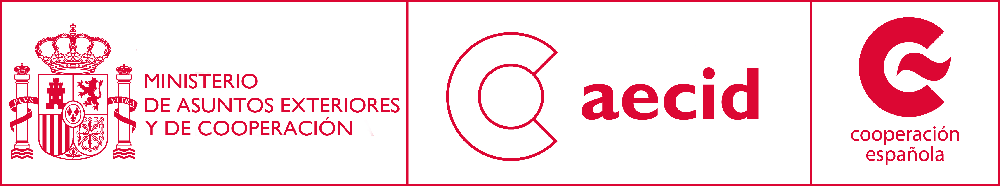 PLVS VLTRA
MINISTERIO
DE ASUNTOS EXTERIORES
Y DE COOPERACIÓN
aecid
cooperación
española